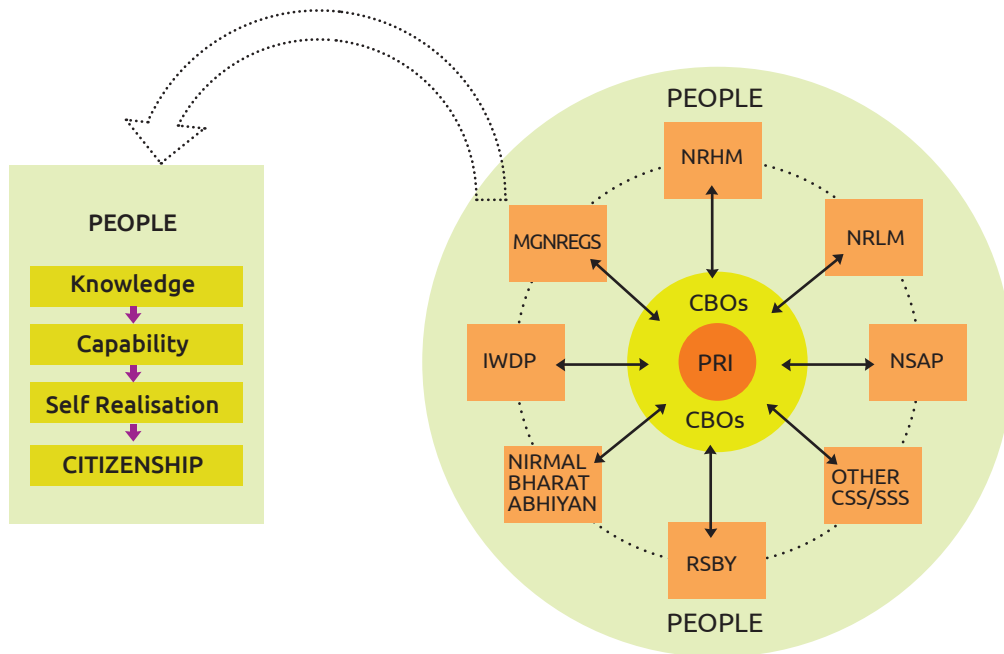 PEOPLE
Knowledge
Capability
Self Realisation
CITIZENSHIP
PEOPLE
NRHM
MGNREGS
NRLM
CBOs
IWDP
PRI
NSAP
CBOs
NIRMAL
BHARAT
ABHIYAN
OTHER
CSS/SSS
RSBY
PEOPLE